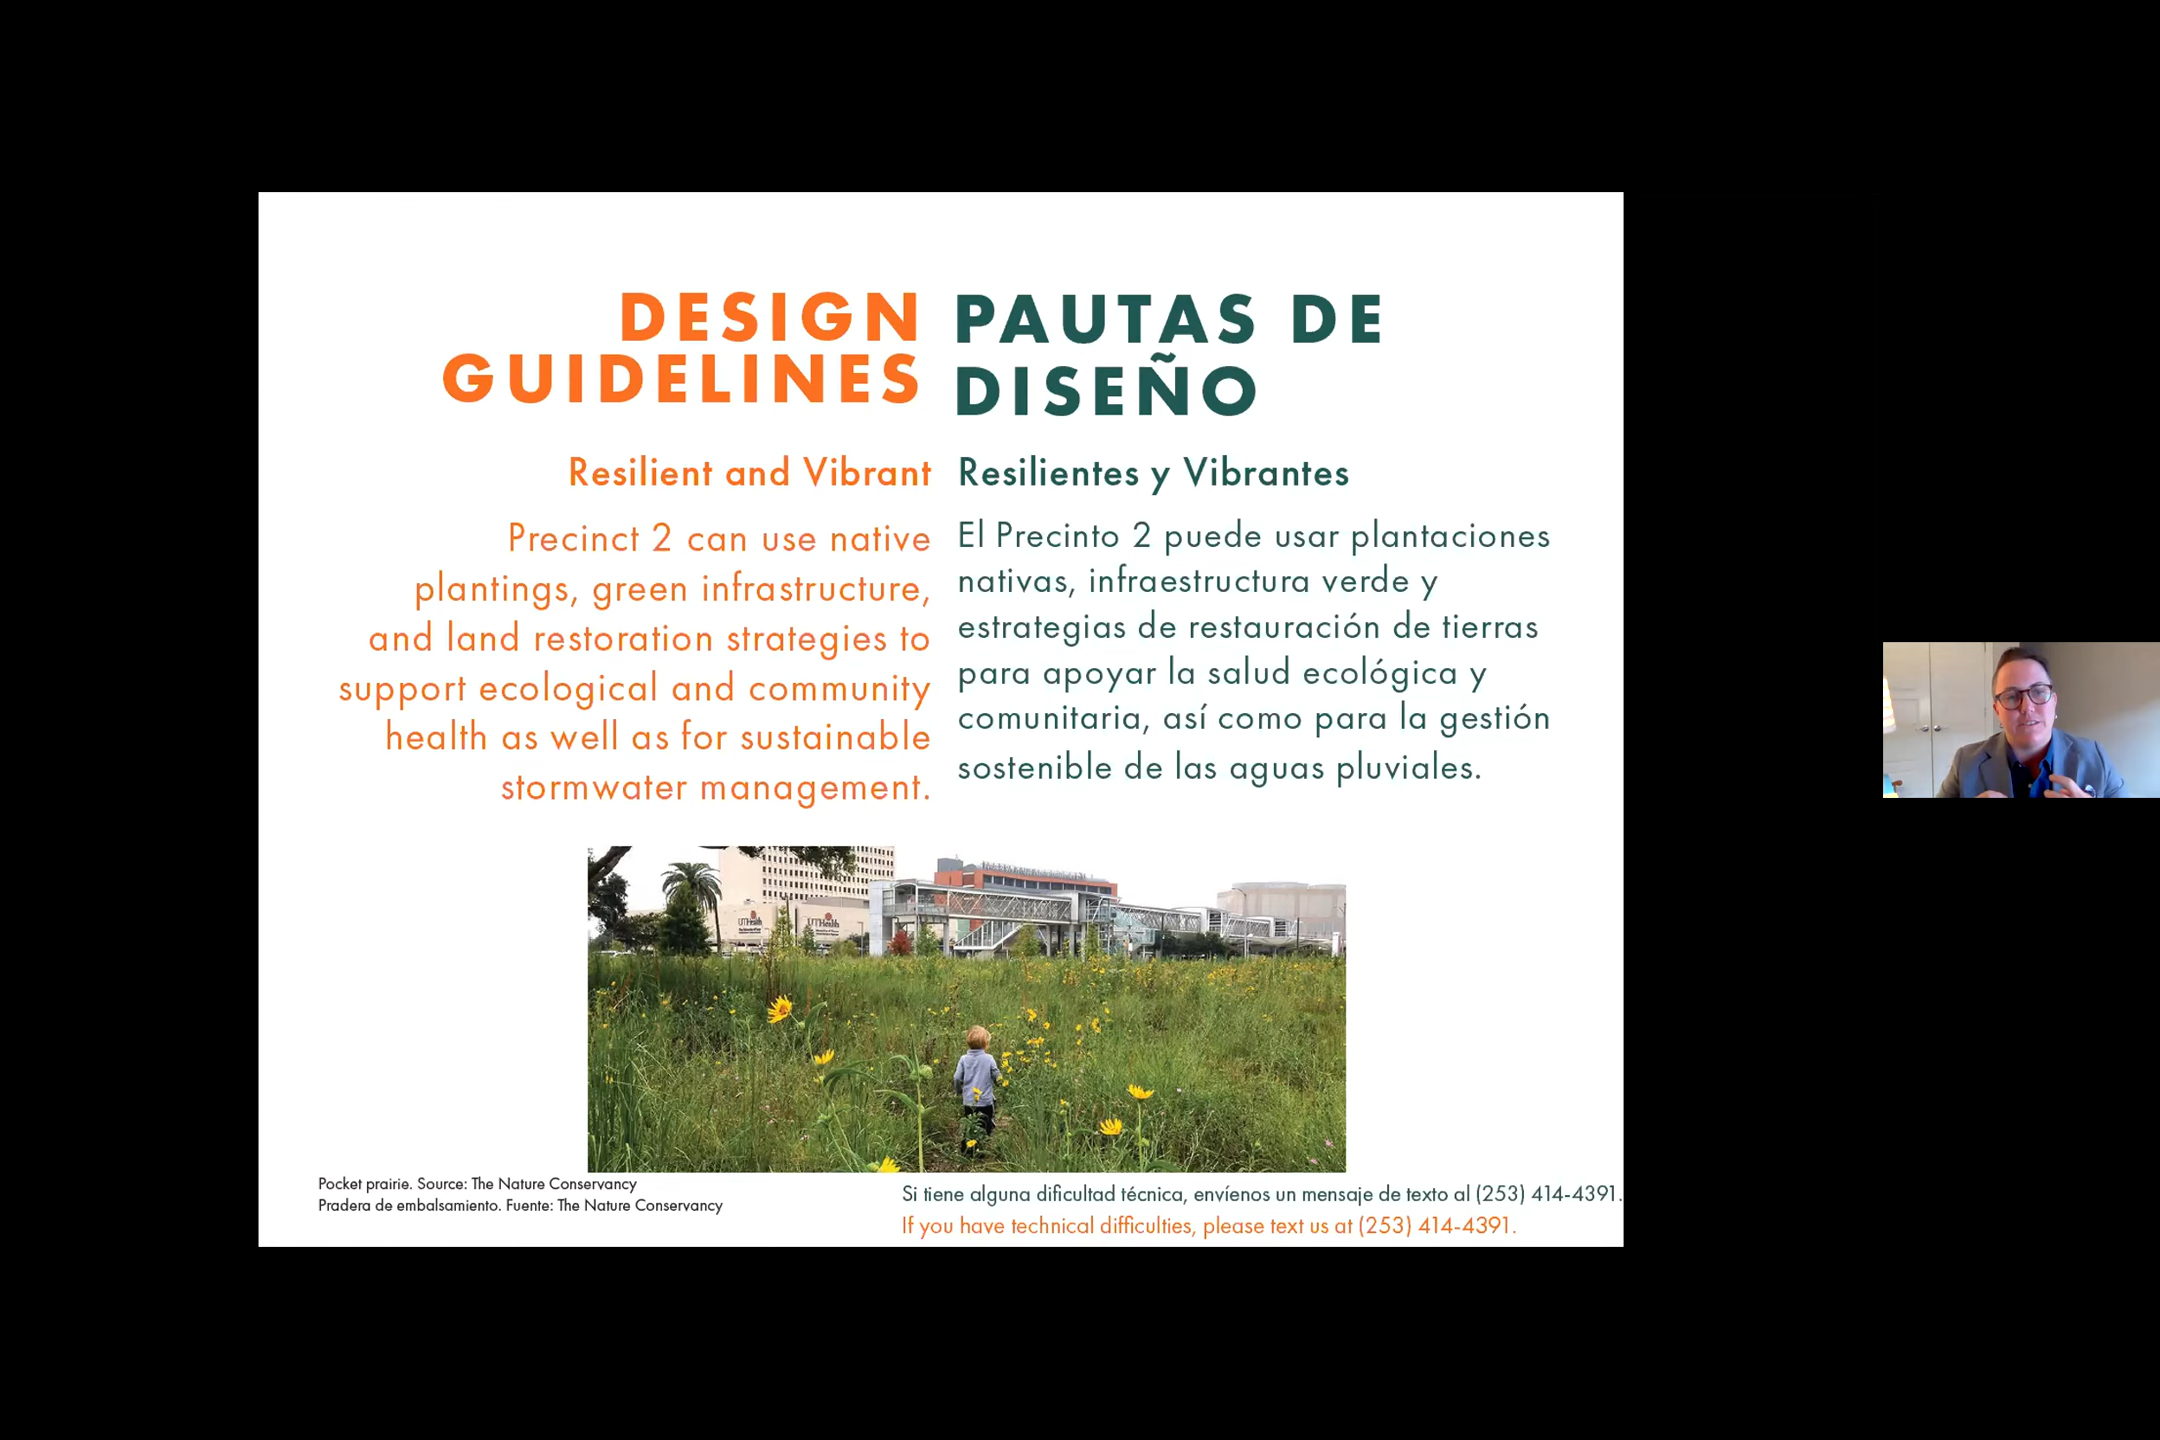 DESIGN
GUIDELINES
Resilient and Vibrant
Precinct 2 can use native
plantings, green infrastructure,
and land restoration strategies to
support ecological and community
health as well as for sustainable
stormwater management.
PAUTAS DE
DISEÑO
Resilientes y Vibrantes
El Precinto 2 puede usar plantaciones
nativas, infraestructura verde y
estrategias de restauración de tierras
para apoyar la salud ecológica y
comunitaria, así como para la gestión
sostenible de las aguas pluviales.
UTHealth
UTHealth
Pocket prairie. Source: The Nature Conservancy
Pradera de embalsamiento. Fuente: The Nature Conservancy
Si tiene alguna dificultad técnica, envíenos un mensaje de texto al (253) 414-4391.
If you have technical difficulties, please text us at (253) 414-4391.